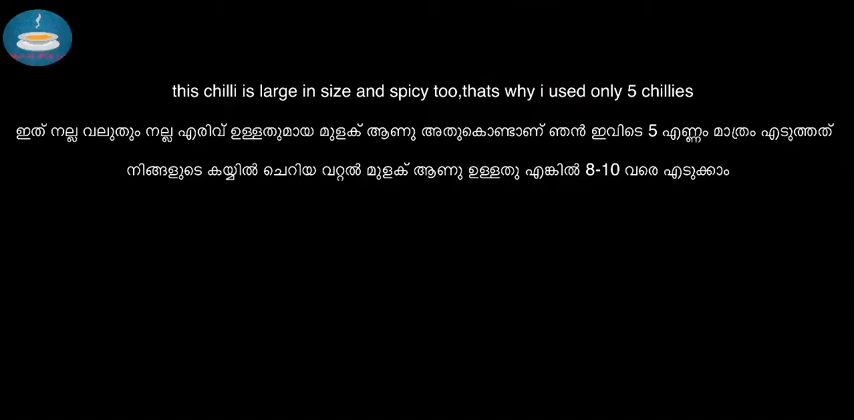 this chilli is large in size and spicy too,thats why i used only 5 chillies
ഇത് നല്ല വലുതും നല്ല എരിവ് ഉള്ളതുമായ മുളക് ആണു അതുകൊണ്ടാണ് ഞൻ ഇവിടെ 5 എണ്ണം മാത്രം എടുത്തത്
നിങ്ങളുടെ കയ്യിൽ ചെറിയ വറ്റൽ മുളക് ആണു ഉള്ളതു എങ്കിൽ 8-10 വരെ എടുക്കാം